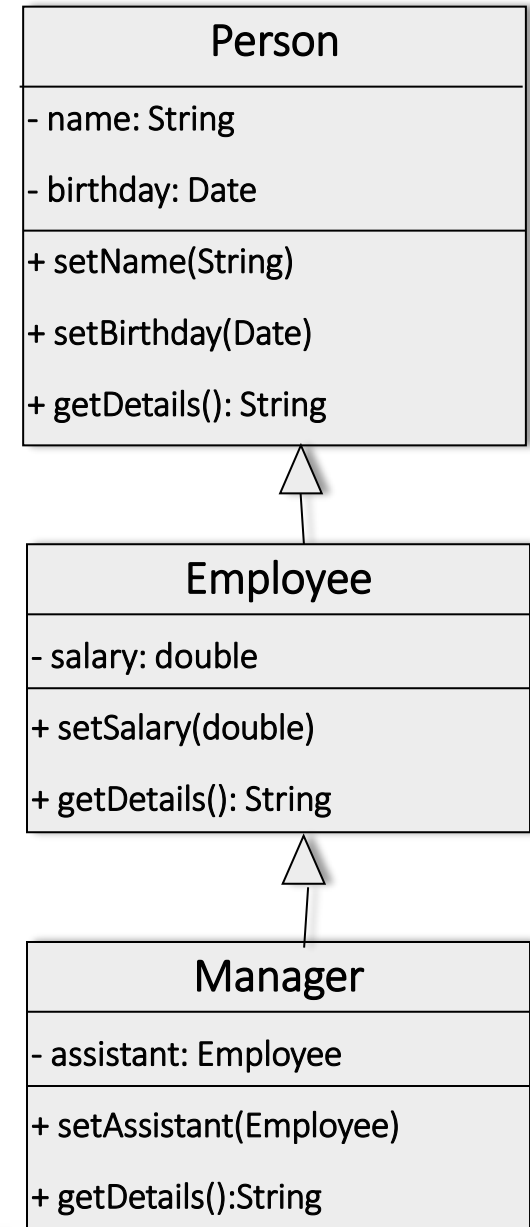 Person
- name: String
- birthday: Date
+ setName(String)
+ setBirthday(Date)
+ getDetails(): String
Employee
- salary: double
+ setSalary(double)
+ getDetails(): String
Manager
- assistant: Employee
+ setAssistant(Employee)
+ getDetails():String